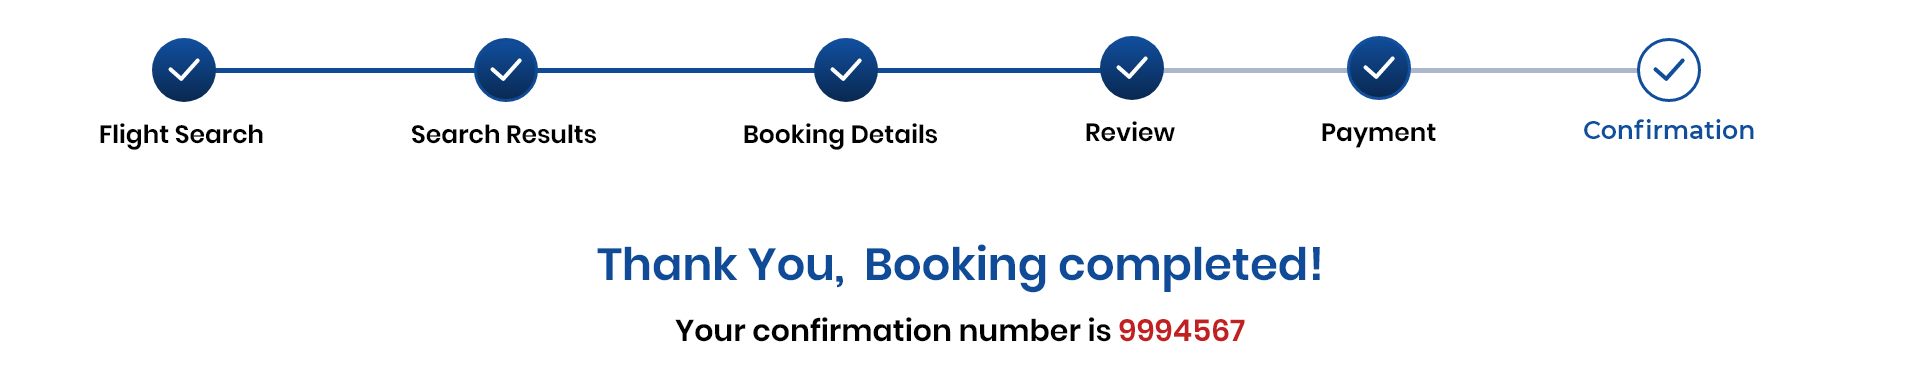 Flight Search Search Results Booking Details Review Payment Confirmation
Thank You, Booking completed!
Your confirmation number is 9994567